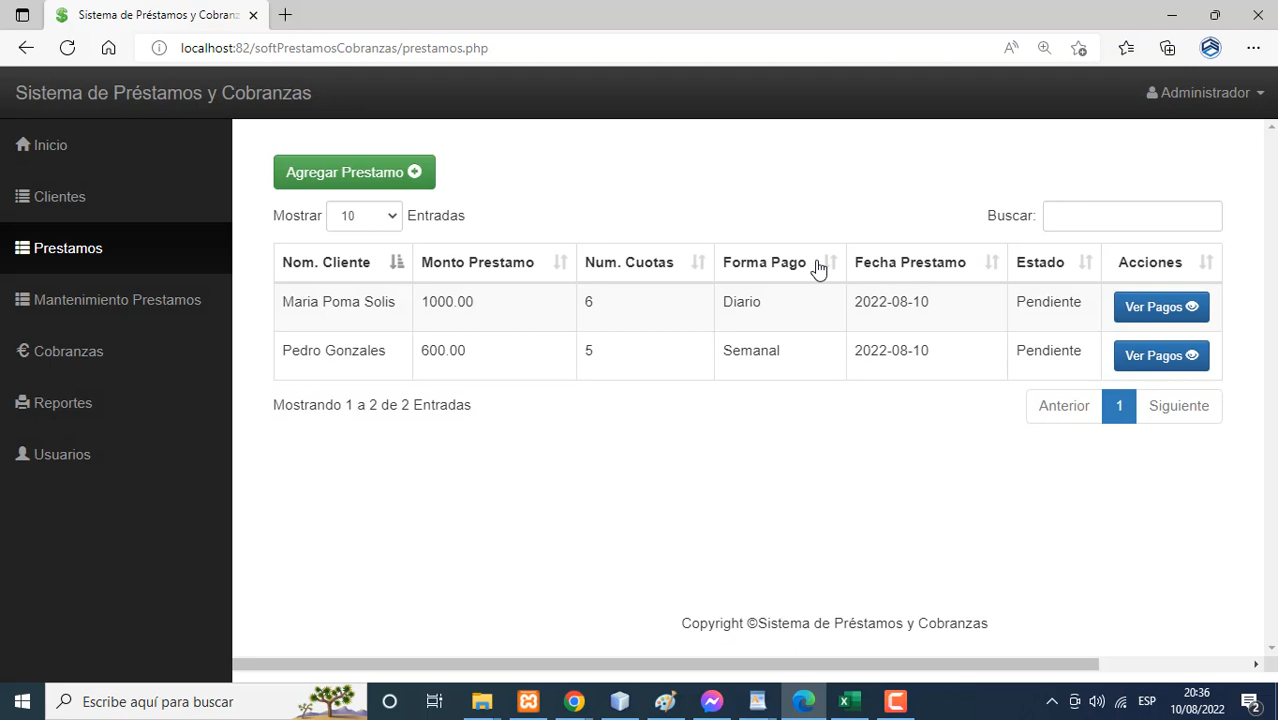 Sistema de Préstamos y Cobranz
localhost:82/softPrestamosCobranzas/prestamos.php
Sistema de Préstamos y Cobranzas
Administrador
Inicio
Clientes
Prestamos
Mantenimiento Prestamos
Cobranzas
Reportes
Usuarios
Agregar Prestamo
Mostrar 10 Entradas
Buscar:
Nom. Cliente Monto Prestamo Num. Cuotas Forma Pago Fecha Prestamo Estado Acciones
Maria Poma Solis 1000.00 6 Diario 2022-08-10 Pendiente Ver Pagos
Pedro Gonzales 600.00 5 Semanal 2022-08-10 Pendiente Ver Pagos
Mostrando 1 a 2 de 2 Entradas
Anterior 1 Siguiente
Copyright ©Sistema de Préstamos y Cobranzas
Escribe aquí para buscar
ESP
20:36
10/08/2022
2